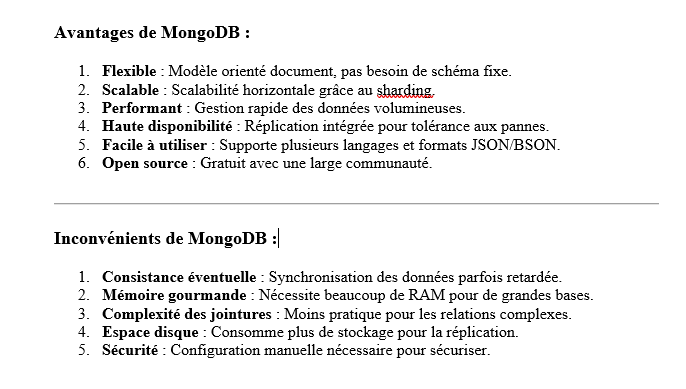 Avantages de MongoDB :
1. Flexible : Modèle orienté document, pas besoin de schéma fixe.
2. Scalable : Scalabilité horizontale grâce au sharding.
3. Performant : Gestion rapide des données volumineuses.
4. Haute disponibilité : Réplication intégrée pour tolérance aux pannes.
5. Facile à utiliser : Supporte plusieurs langages et formats JSON/BSON.
6. Open source : Gratuit avec une large communauté.
Inconvénients de MongoDB :
1. Consistance éventuelle : Synchronisation des données parfois retardée.
2. Mémoire gourmande : Nécessite beaucoup de RAM pour de grandes bases.
3. Complexité des jointures : Moins pratique pour les relations complexes.
4. Espace disque : Consomme plus de stockage pour la réplication.
5. Sécurité : Configuration manuelle nécessaire pour sécuriser.